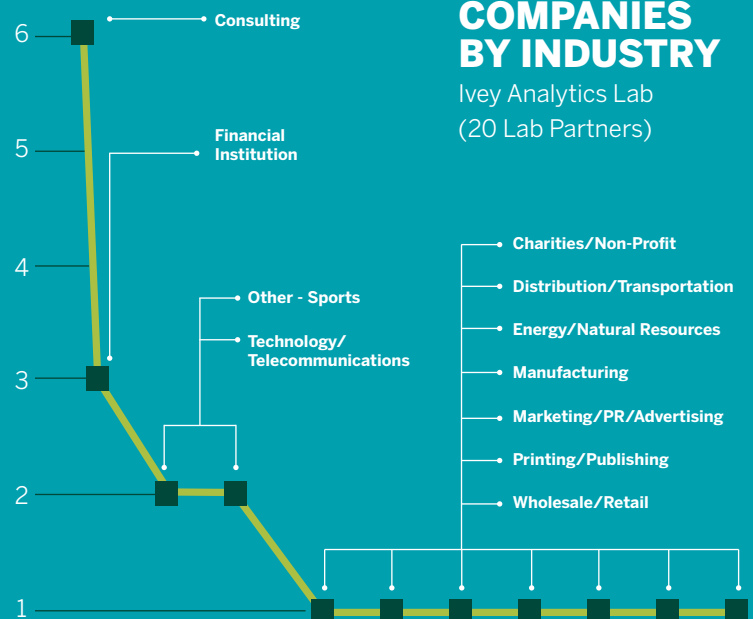 COMPANIES
BY INDUSTRY
Ivey Analytics Lab
(20 Lab Partners)
6
Consulting
5
Financial
Institution
4
Other - Sports
Technology/
Telecommunications
Charities/Non-Profit
Distribution/Transportation
Energy/Natural Resources
Manufacturing
Marketing/PR/Advertising
Printing/Publishing
Wholesale/Retail
3
2
1